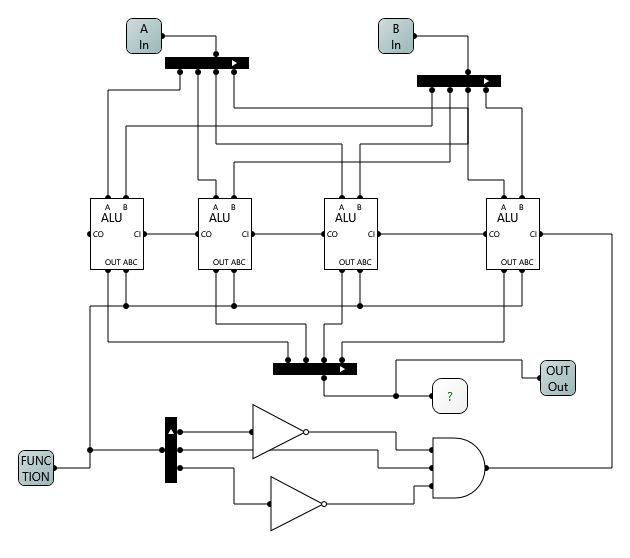 A
In
B
In
A B
ALU
CO CI
OUT ABC
A B
ALU
CO CI
OUT ABC
A B
ALU
CO CI
OUT ABC
A B
ALU
CO CI
OUT ABC
OUT
Out
?
FUNC
TION